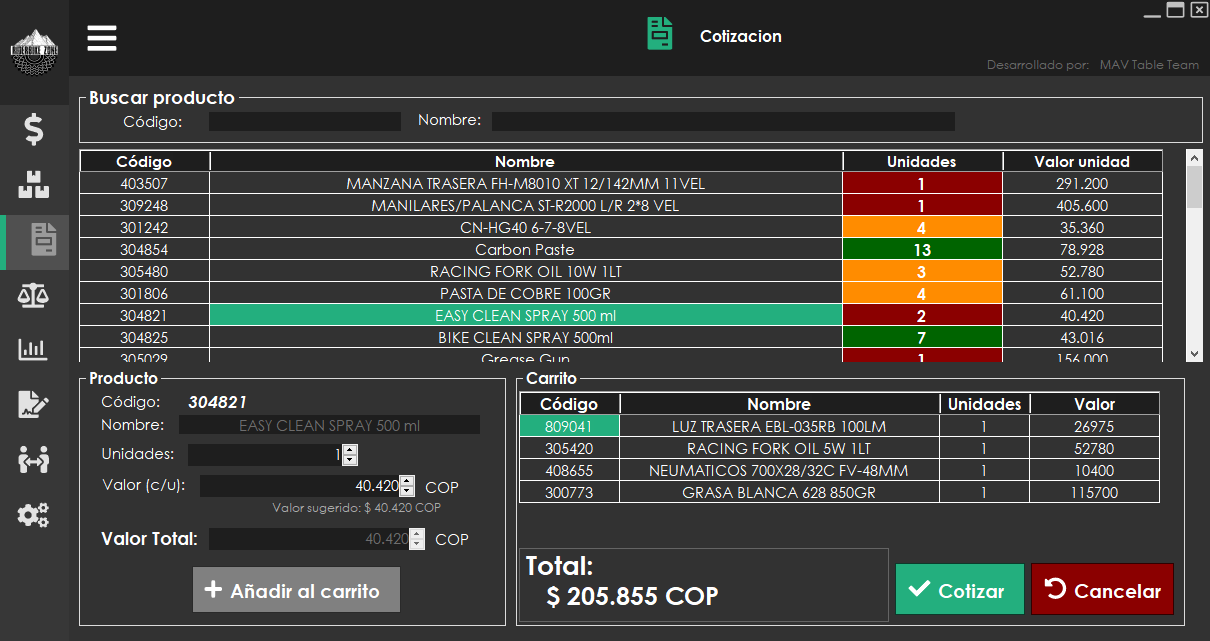 RIDERBIKE ZONE
Cotizacion
Desarrollado por: MAV Table Team
Buscar producto
Código:
Nombre:
Código Nombre Unidades Valor unidad
403507 MANZANA TRASERA FH-M8010 XT 12/142MM 11VEL 1 291.200
309248 MANILARES/PALANCA ST-R2000 L/R 2*8 VEL 1 405.600
301242 CN-HG40 6-7-8VEL 4 35.360
304854 Carbon Paste 13 78.928
305480 RACING FORK OIL 10W 1LT 3 52.780
301806 PASTA DE COBRE 100GR 4 61.100
304821 EASY CLEAN SPRAY 500 ml 2 40.420
304825 BIKE CLEAN SPRAY 500ml 7 43.016
305029 Grease Gun 1 156.000
Producto
Código: 304821
Nombre: EASY CLEAN SPRAY 500 ml
Unidades: 1
Valor (c/u): 40.420 COP
Valor sugerido: $ 40.420 COP
Valor Total: 40.420 COP
Añadir al carrito
Carrito
Código Nombre Unidades Valor
809041 LUZ TRASERA EBL-035RB 100LM 1 26975
305420 RACING FORK OIL 5W 1LT 1 52780
408655 NEUMATICOS 700X28/32C FV-48MM 1 10400
300773 GRASA BLANCA 628 850GR 1 115700
Total:
$ 205.855 COP
Cotizar
Cancelar